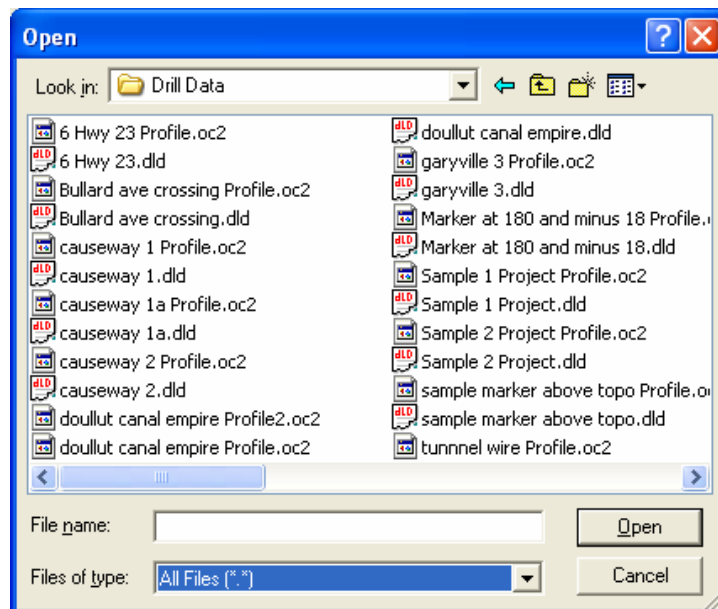 Open
Look in: Drill Data
6 Hwy 23 Profile.oc2
6 Hwy 23.dld
Bullard ave crossing Profile.oc2
Bullard ave crossing.dld
causeway 1 Profile.oc2
causeway 1.dld
causeway 1a Profile.oc2
causeway 1a.dld
causeway 2 Profile.oc2
causeway 2.dld
doullut canal empire Profile2.oc2
doullut canal empire Profile.oc2
doullut canal empire.dld
garyville 3 Profile.oc2
garyville 3.dld
Marker at 180 and minus 18 Profile.
Marker at 180 and minus 18.dld
Sample 1 Project Profile.oc2
Sample 1 Project.dld
Sample 2 Project Profile.oc2
Sample 2 Project.dld
sample marker above topo Profile.o
sample marker above topo.dld
tunnnel wire Profile.oc2
File name:
Open
Files of type: All Files (*.*)
Cancel